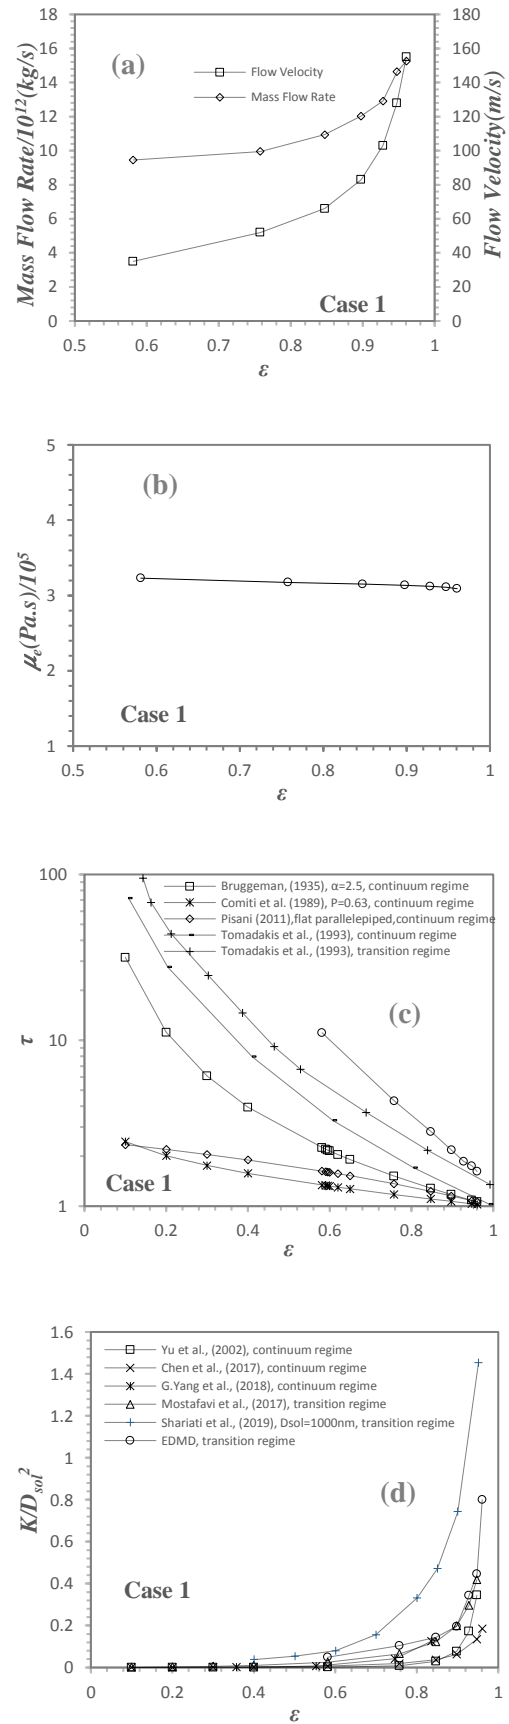 Mass Flow Rate/10¹²(kg/s)
18
16
14
12
10
8
6
4
2
0
(a)
Flow Velocity
Mass Flow Rate
Case 1
180
160
140
120
100
80
60
40
20
0
Flow Velocity(m/s)
0.5 0.6 0.7 0.8 0.9 1
ε
μₑ(Pa.s)/10⁵
5
4
3
2
1
(b)
Case 1
0.5 0.6 0.7 0.8 0.9 1
ε
τ
100
10
1
Bruggeman, (1935), α=2.5, continuum regime
Comiti et al. (1989), P=0.63, continuum regime
Pisani (2011),flat parallelepiped,continuum regime
Tomadakis et al., (1993), continuum regime
Tomadakis et al., (1993), transition regime
(c)
Case 1
0 0.2 0.4 0.6 0.8 1
ε
K/D_sol²
1.6
1.4
1.2
1
0.8
0.6
0.4
0.2
0
Yu et al., (2002), continuum regime
Chen et al., (2017), continuum regime
G.Yang et al., (2018), continuum regime
Mostafavi et al., (2017), transition regime
Shariati et al., (2019), Dsol=1000nm, transition regime
EDMD, transition regime
(d)
Case 1
0 0.2 0.4 0.6 0.8 1
ε